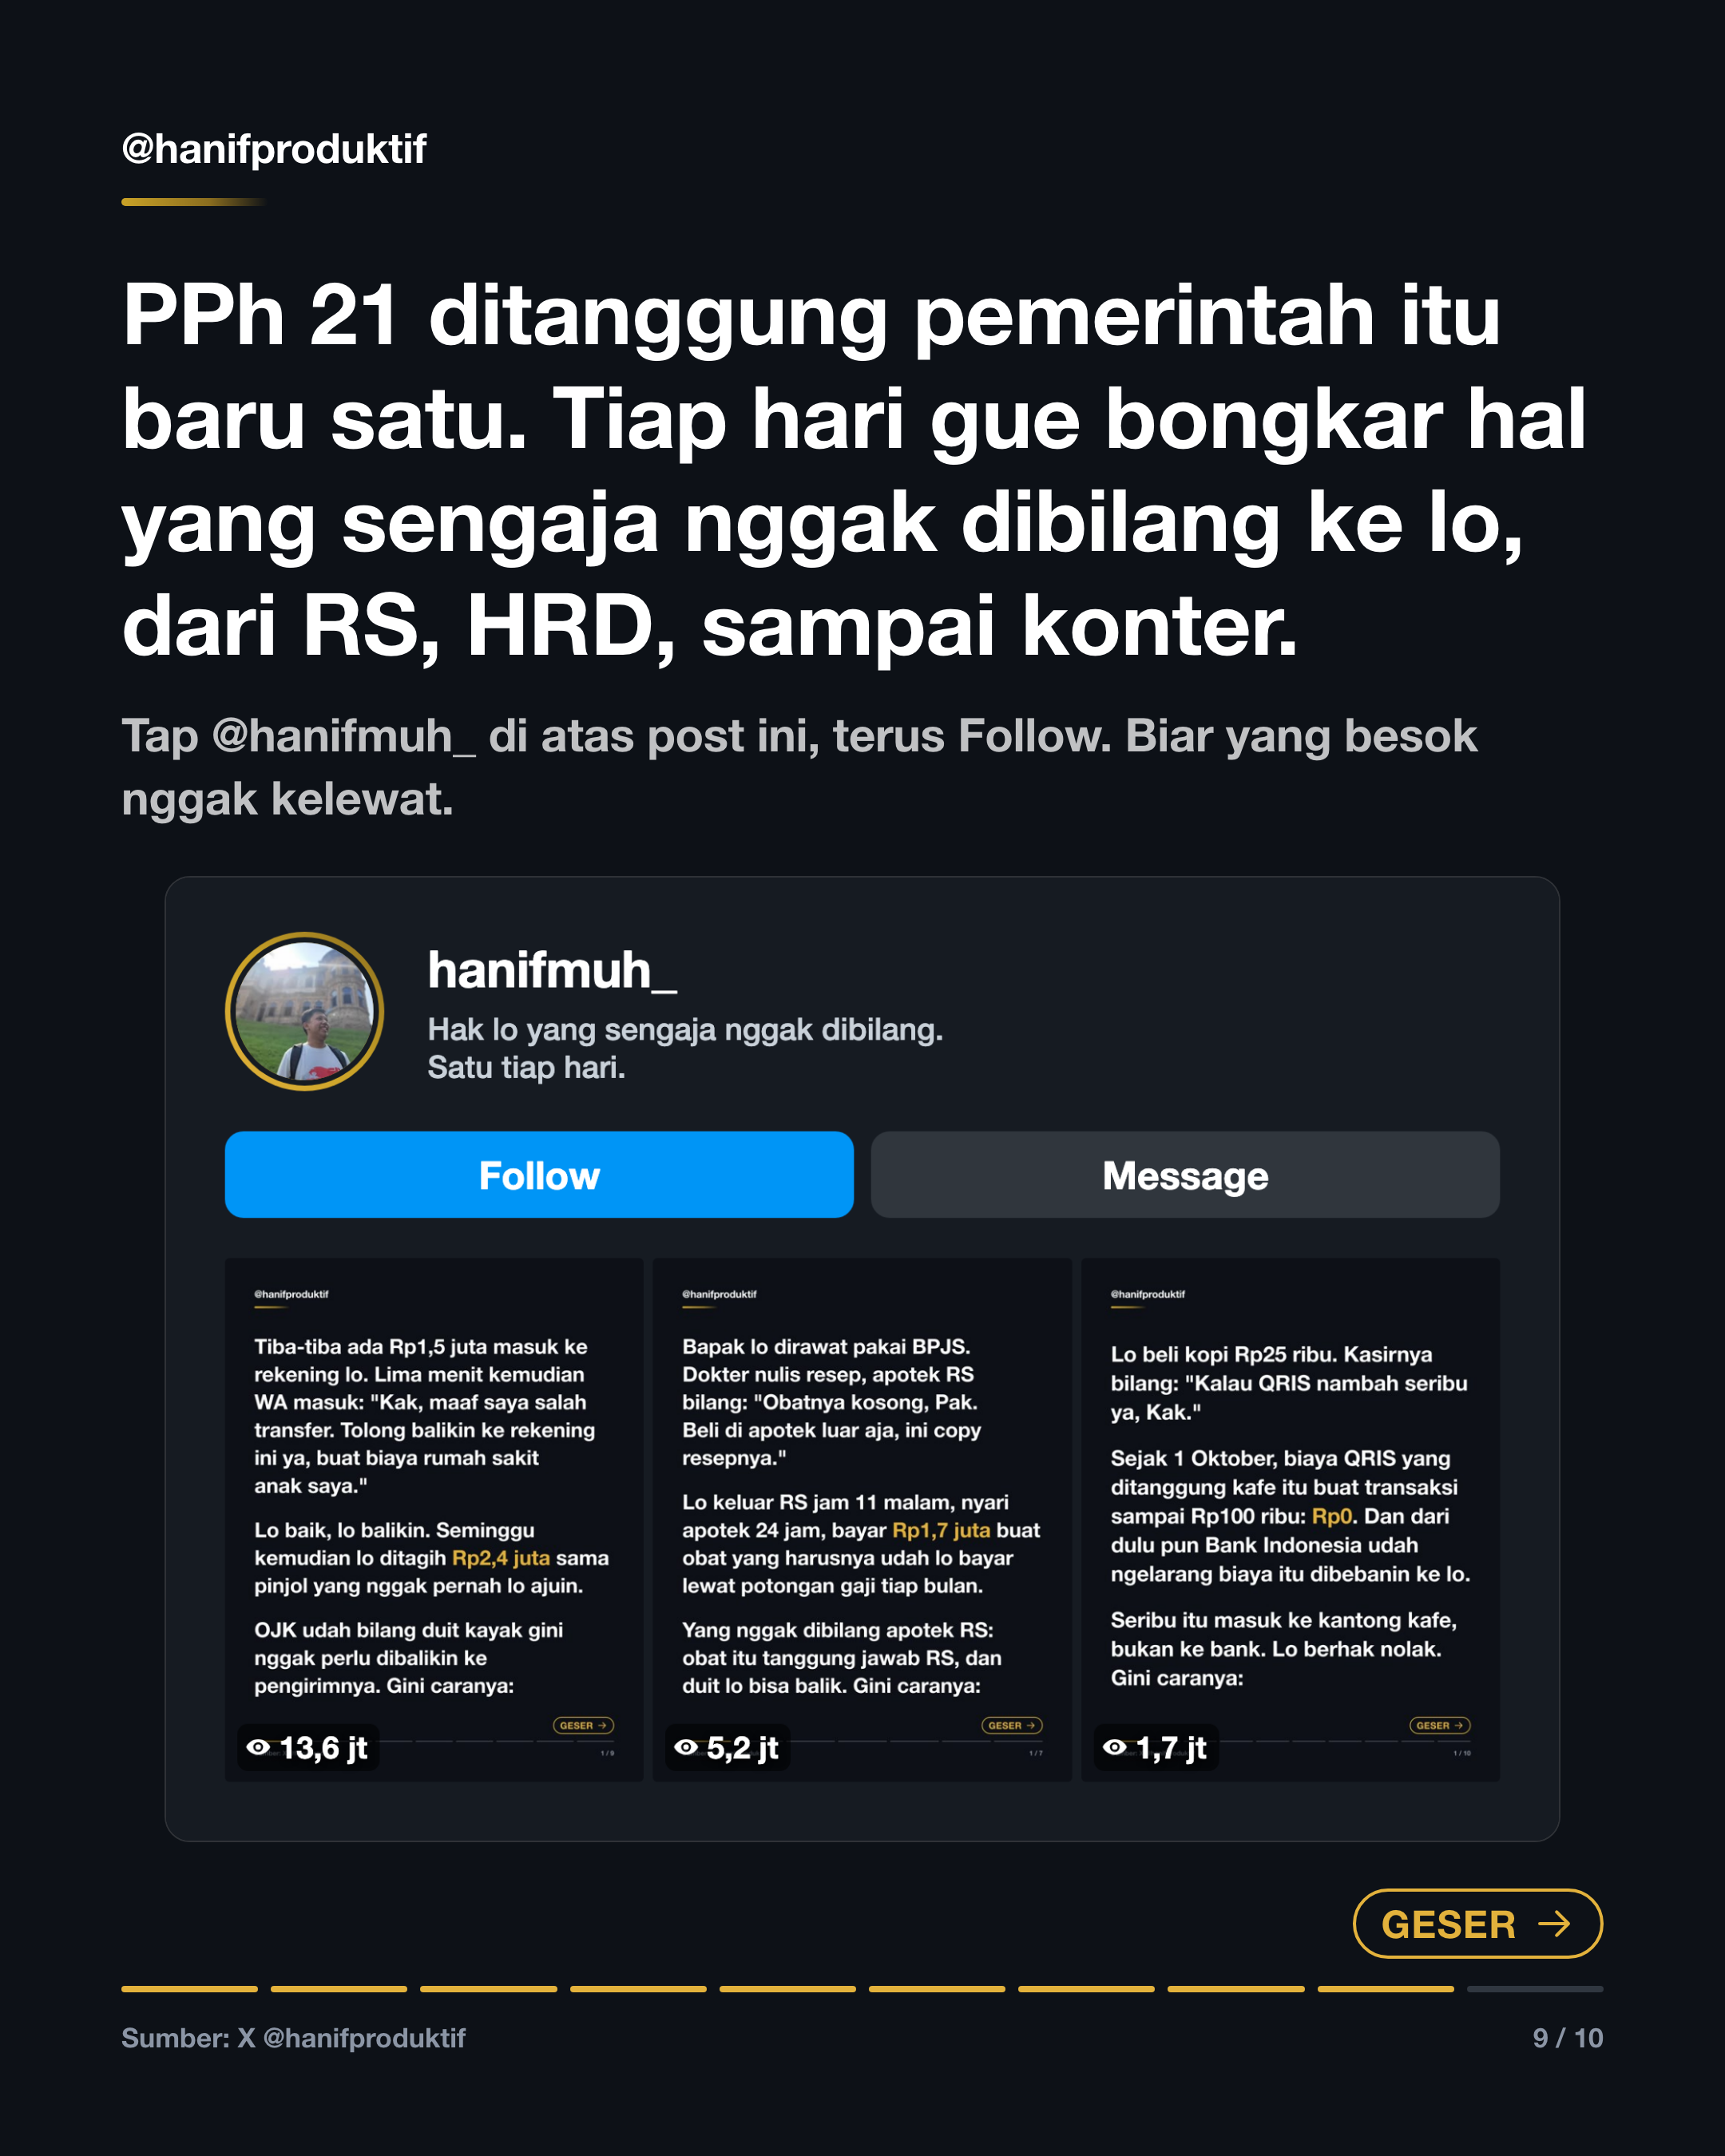 @hanifproduktif
PPh 21 ditanggung pemerintah itu
baru satu. Tiap hari gue bongkar hal
yang sengaja nggak dibilang ke lo,
dari RS, HRD, sampai konter.
Tap @hanifmuh_ di atas post ini, terus Follow. Biar yang besok
nggak kelewat.
hanifmuh_
Hak lo yang sengaja nggak dibilang.
Satu tiap hari.
Follow
Message
@hanifproduktif
Tiba-tiba ada Rp1,5 juta masuk ke
rekening lo. Lima menit kemudian
WA masuk: "Kak, maaf saya salah
transfer. Tolong balikin ke rekening
ini ya, buat biaya rumah sakit
anak saya."
Lo baik, lo balikin. Seminggu
kemudian lo ditagih Rp2,4 juta sama
pinjol yang nggak pernah lo ajuin.
OJK udah bilang duit kayak gini
nggak perlu dibalikin ke
pengirimnya. Gini caranya:
GESER →
13,6 jt
1 / 8
@hanifproduktif
Bapak lo dirawat pakai BPJS.
Dokter nulis resep, apotek RS
bilang: "Obatnya kosong, Pak.
Beli di apotek luar aja, ini copy
resepnya."
Lo keluar RS jam 11 malam, nyari
apotek 24 jam, bayar Rp1,7 juta buat
obat yang harusnya udah lo bayar
lewat potongan gaji tiap bulan.
Yang nggak dibilang apotek RS:
obat itu tanggung jawab RS, dan
duit lo bisa balik. Gini caranya:
GESER →
5,2 jt
1 / 7
@hanifproduktif
Lo beli kopi Rp25 ribu. Kasirnya
bilang: "Kalau QRIS nambah seribu
ya, Kak."
Sejak 1 Oktober, biaya QRIS yang
ditanggung kafe itu buat transaksi
sampai Rp100 ribu: Rp0. Dan dari
dulu pun Bank Indonesia udah
ngelarang biaya itu dibebanin ke lo.
Seribu itu masuk ke kantong kafe,
bukan ke bank. Lo berhak nolak.
Gini caranya:
GESER →
1,7 jt
1 / 10
GESER →
Sumber: X @hanifproduktif
9 / 10